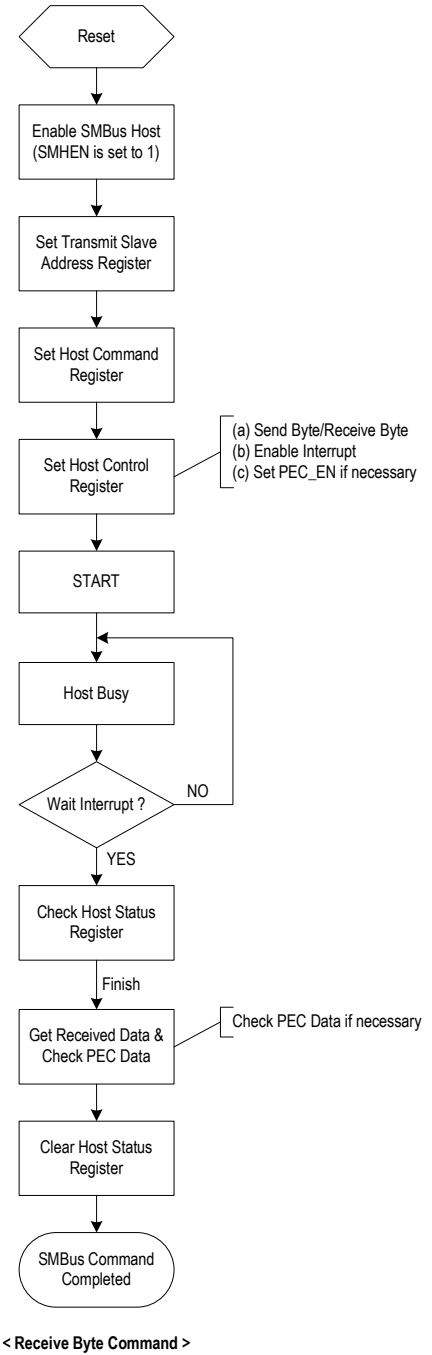 Reset
Enable SMBus Host
(SMHEN is set to 1)
Set Transmit Slave
Address Register
Set Host Command
Register
Set Host Control
Register
(a) Send Byte/Receive Byte
(b) Enable Interrupt
(c) Set PEC_EN if necessary
START
Host Busy
Wait Interrupt ?
NO
YES
Check Host Status
Register
Finish
Get Received Data &
Check PEC Data
Check PEC Data if necessary
Clear Host Status
Register
SMBus Command
Completed
< Receive Byte Command >